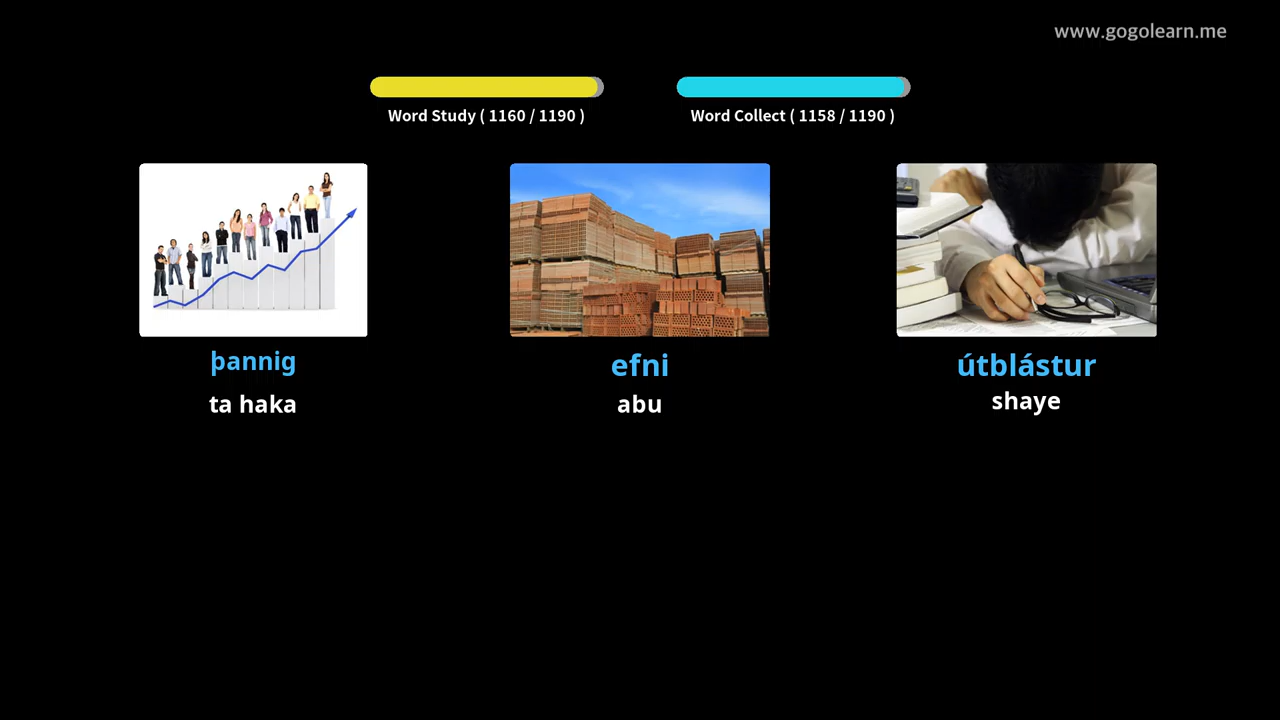 www.gogolearn.me
Word Study ( 1160 / 1190 )
Word Collect ( 1158 / 1190 )
þannig
efni
útblástur
ta haka
abu
shaye